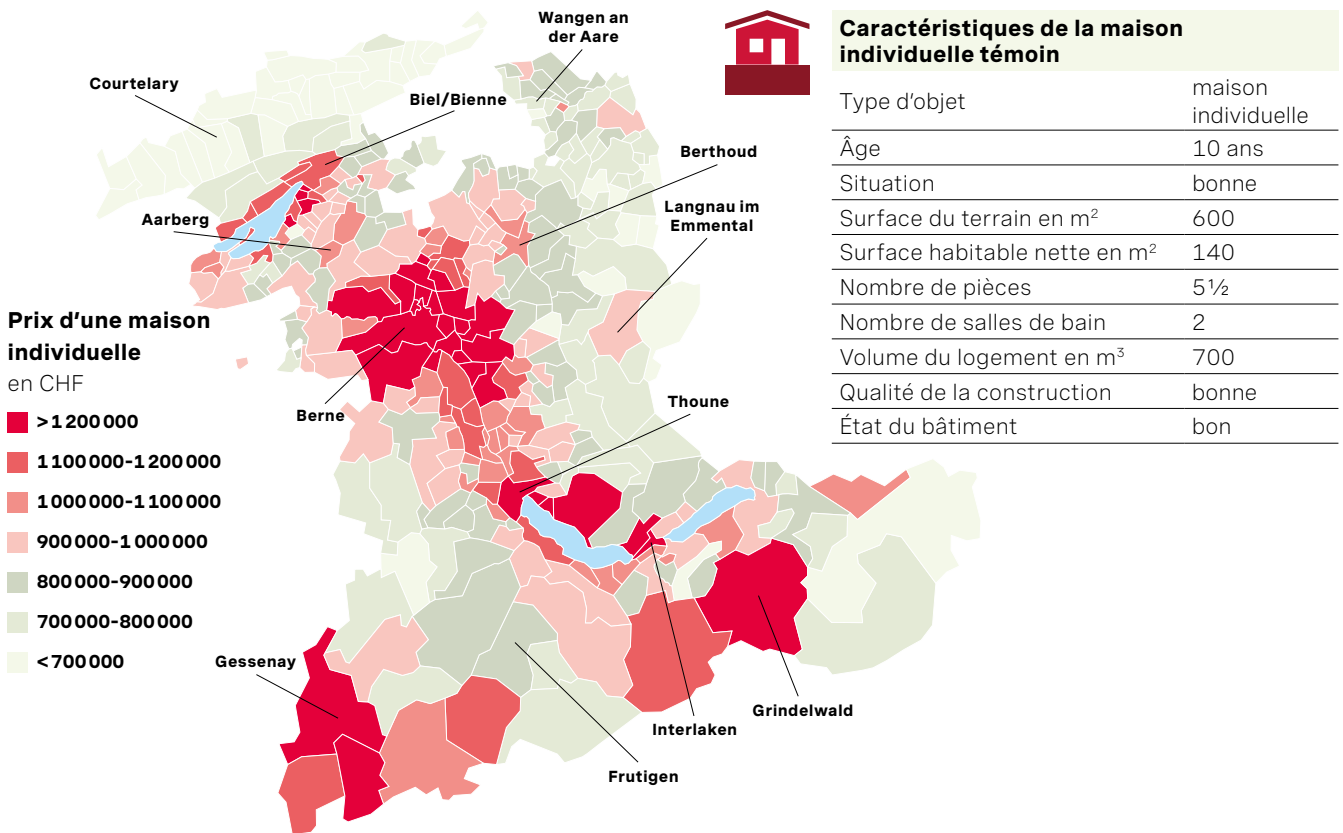 Wangen an
der Aare
Courtelary
Biel/Bienne
Berthoud
Langnau im
Emmental
Aarberg
Prix d'une maison
individuelle
en CHF
>1 200 000
1 100 000-1 200 000
1 000 000-1 100 000
900 000-1 000 000
800 000-900 000
700 000-800 000
<700 000
Berne
Thoune
Gessenay
Grindelwald
Interlaken
Frutigen
Caractéristiques de la maison
individuelle témoin
Type d'objet maison
individuelle
Âge 10 ans
Situation bonne
Surface du terrain en m² 600
Surface habitable nette en m² 140
Nombre de pièces 5½
Nombre de salles de bain 2
Volume du logement en m³ 700
Qualité de la construction bonne
État du bâtiment bon